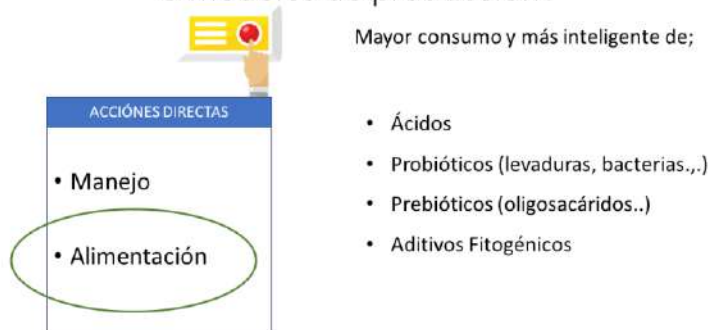 Mayor consumo y más inteligente de;
ACCIÓNES DIRECTAS
• Manejo
• Alimentación
• Ácidos
• Probióticos (levaduras, bacterias.,.)
• Prebióticos (oligosacáridos..)
• Aditivos Fitogénicos